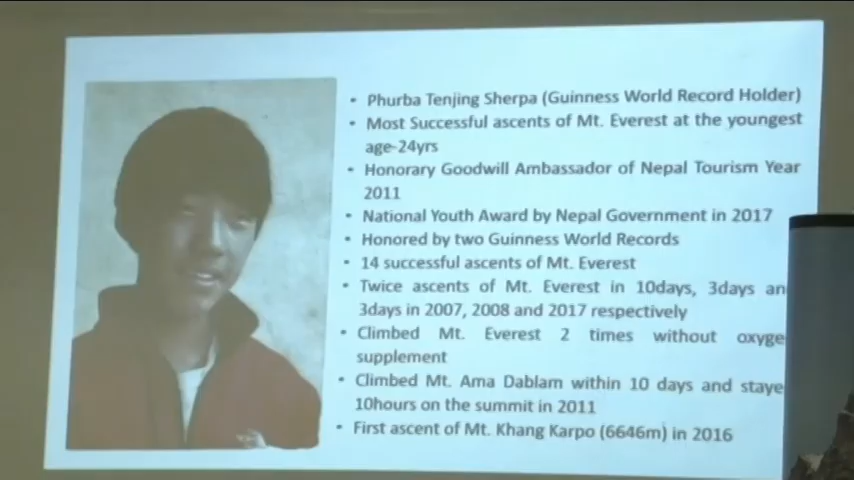 • Phurba Tenjing Sherpa (Guinness World Record Holder)
• Most Successful ascents of Mt. Everest at the youngest
age-24yrs
• Honorary Goodwill Ambassador of Nepal Tourism Year
2011
• National Youth Award by Nepal Government in 2017
• Honored by two Guinness World Records
• 14 successful ascents of Mt. Everest
• Twice ascents of Mt. Everest in 10days, 3days an
3days in 2007, 2008 and 2017 respectively
• Climbed Mt. Everest 2 times without oxyge
supplement
• Climbed Mt. Ama Dablam within 10 days and staye
10hours on the summit in 2011
• First ascent of Mt. Khang Karpo (6646m) in 2016